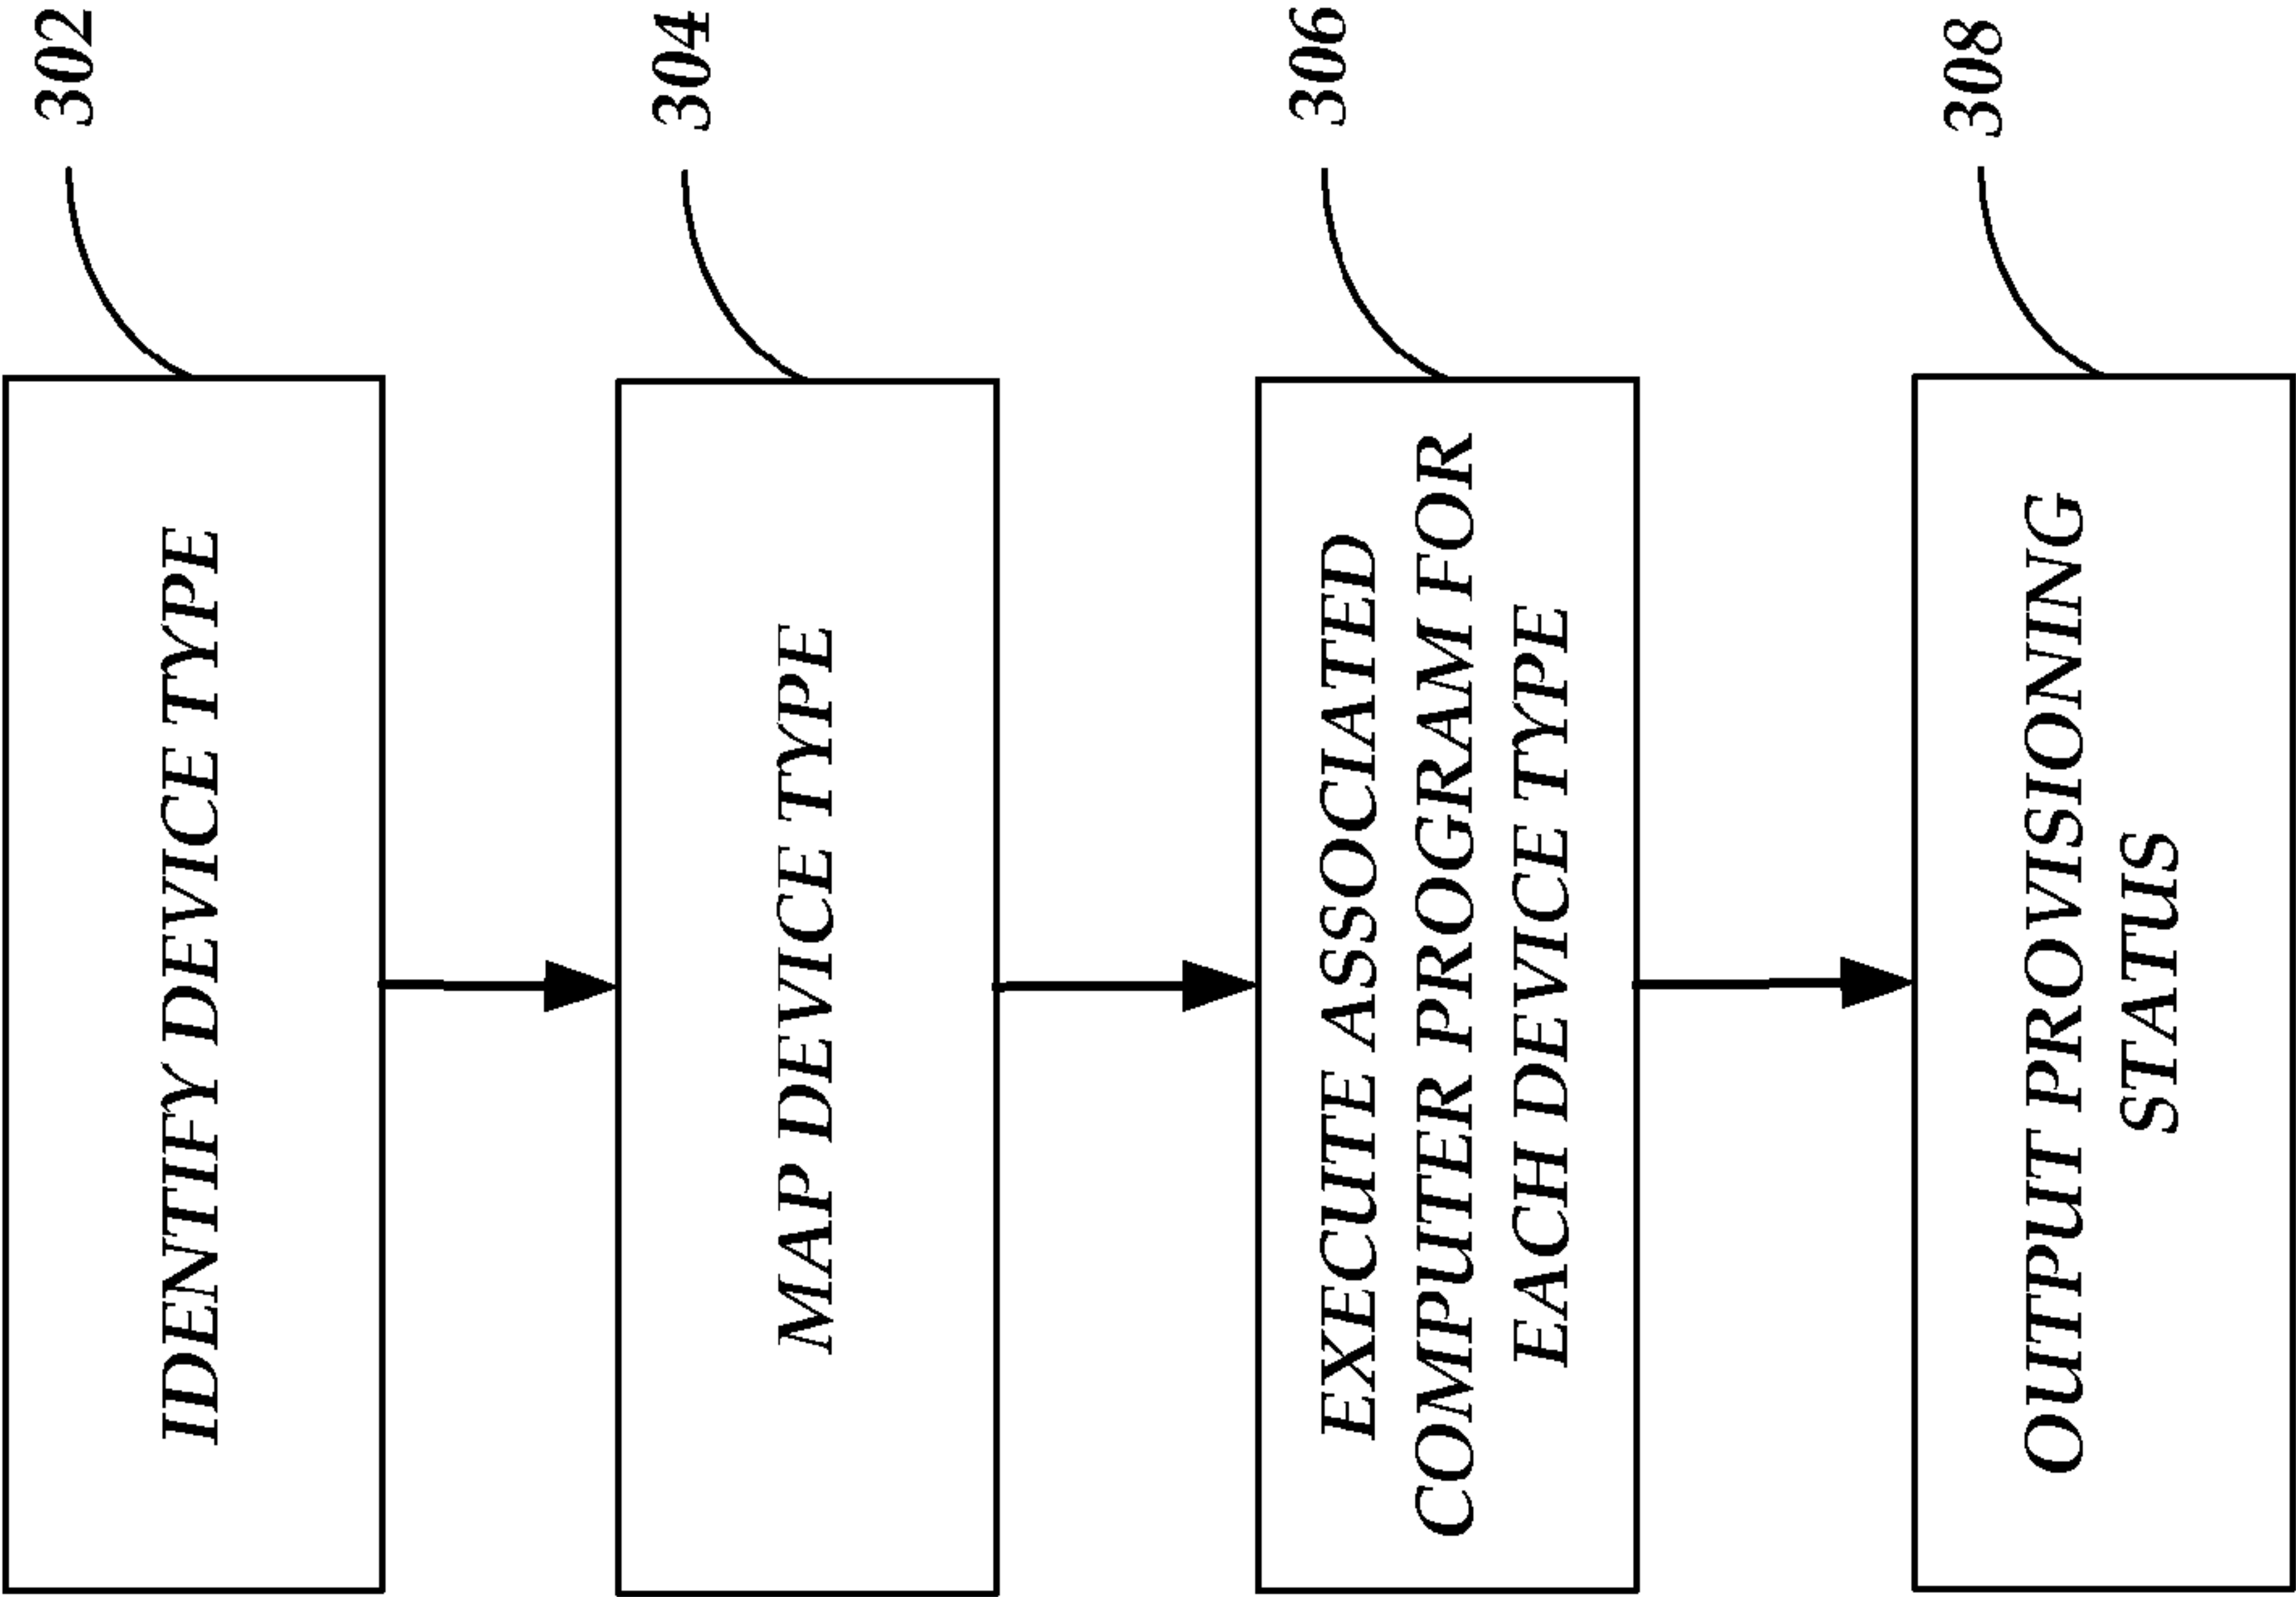 302
IDENTIFY DEVICE TYPE
304
MAP DEVICE TYPE
306
EXECUTE ASSOCIATED
COMPUTER PROGRAM FOR
EACH DEVICE TYPE
308
OUTPUT PROVISIONING
STATUS